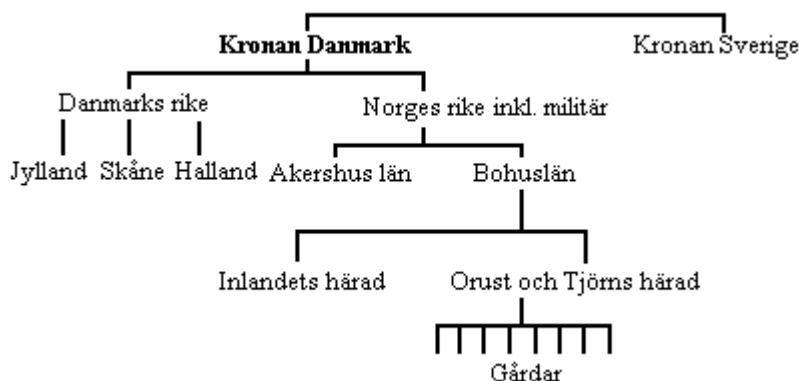 Kronan Danmark
Kronan Sverige
Danmarks rike
Norges rike inkl. militär
Jylland
Skåne
Halland
Akershus län
Bohuslän
Inlandets härad
Orust och Tjörns härad
Gårdar